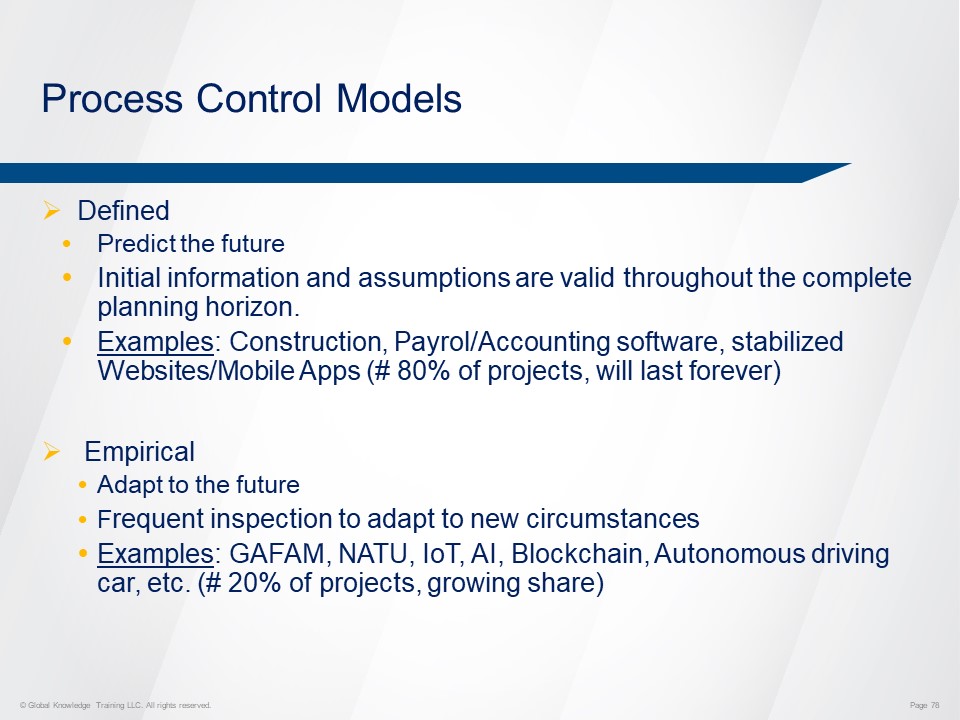 Process Control Models
Defined
Predict the future
Initial information and assumptions are valid throughout the complete
planning horizon.
Examples: Construction, Payrol/Accounting software, stabilized
Websites/Mobile Apps (# 80% of projects, will last forever)
Empirical
Adapt to the future
Frequent inspection to adapt to new circumstances
Examples: GAFAM, NATU, IoT, AI, Blockchain, Autonomous driving
car, etc. (# 20% of projects, growing share)
© Global Knowledge Training LLC. All rights reserved. Page 78